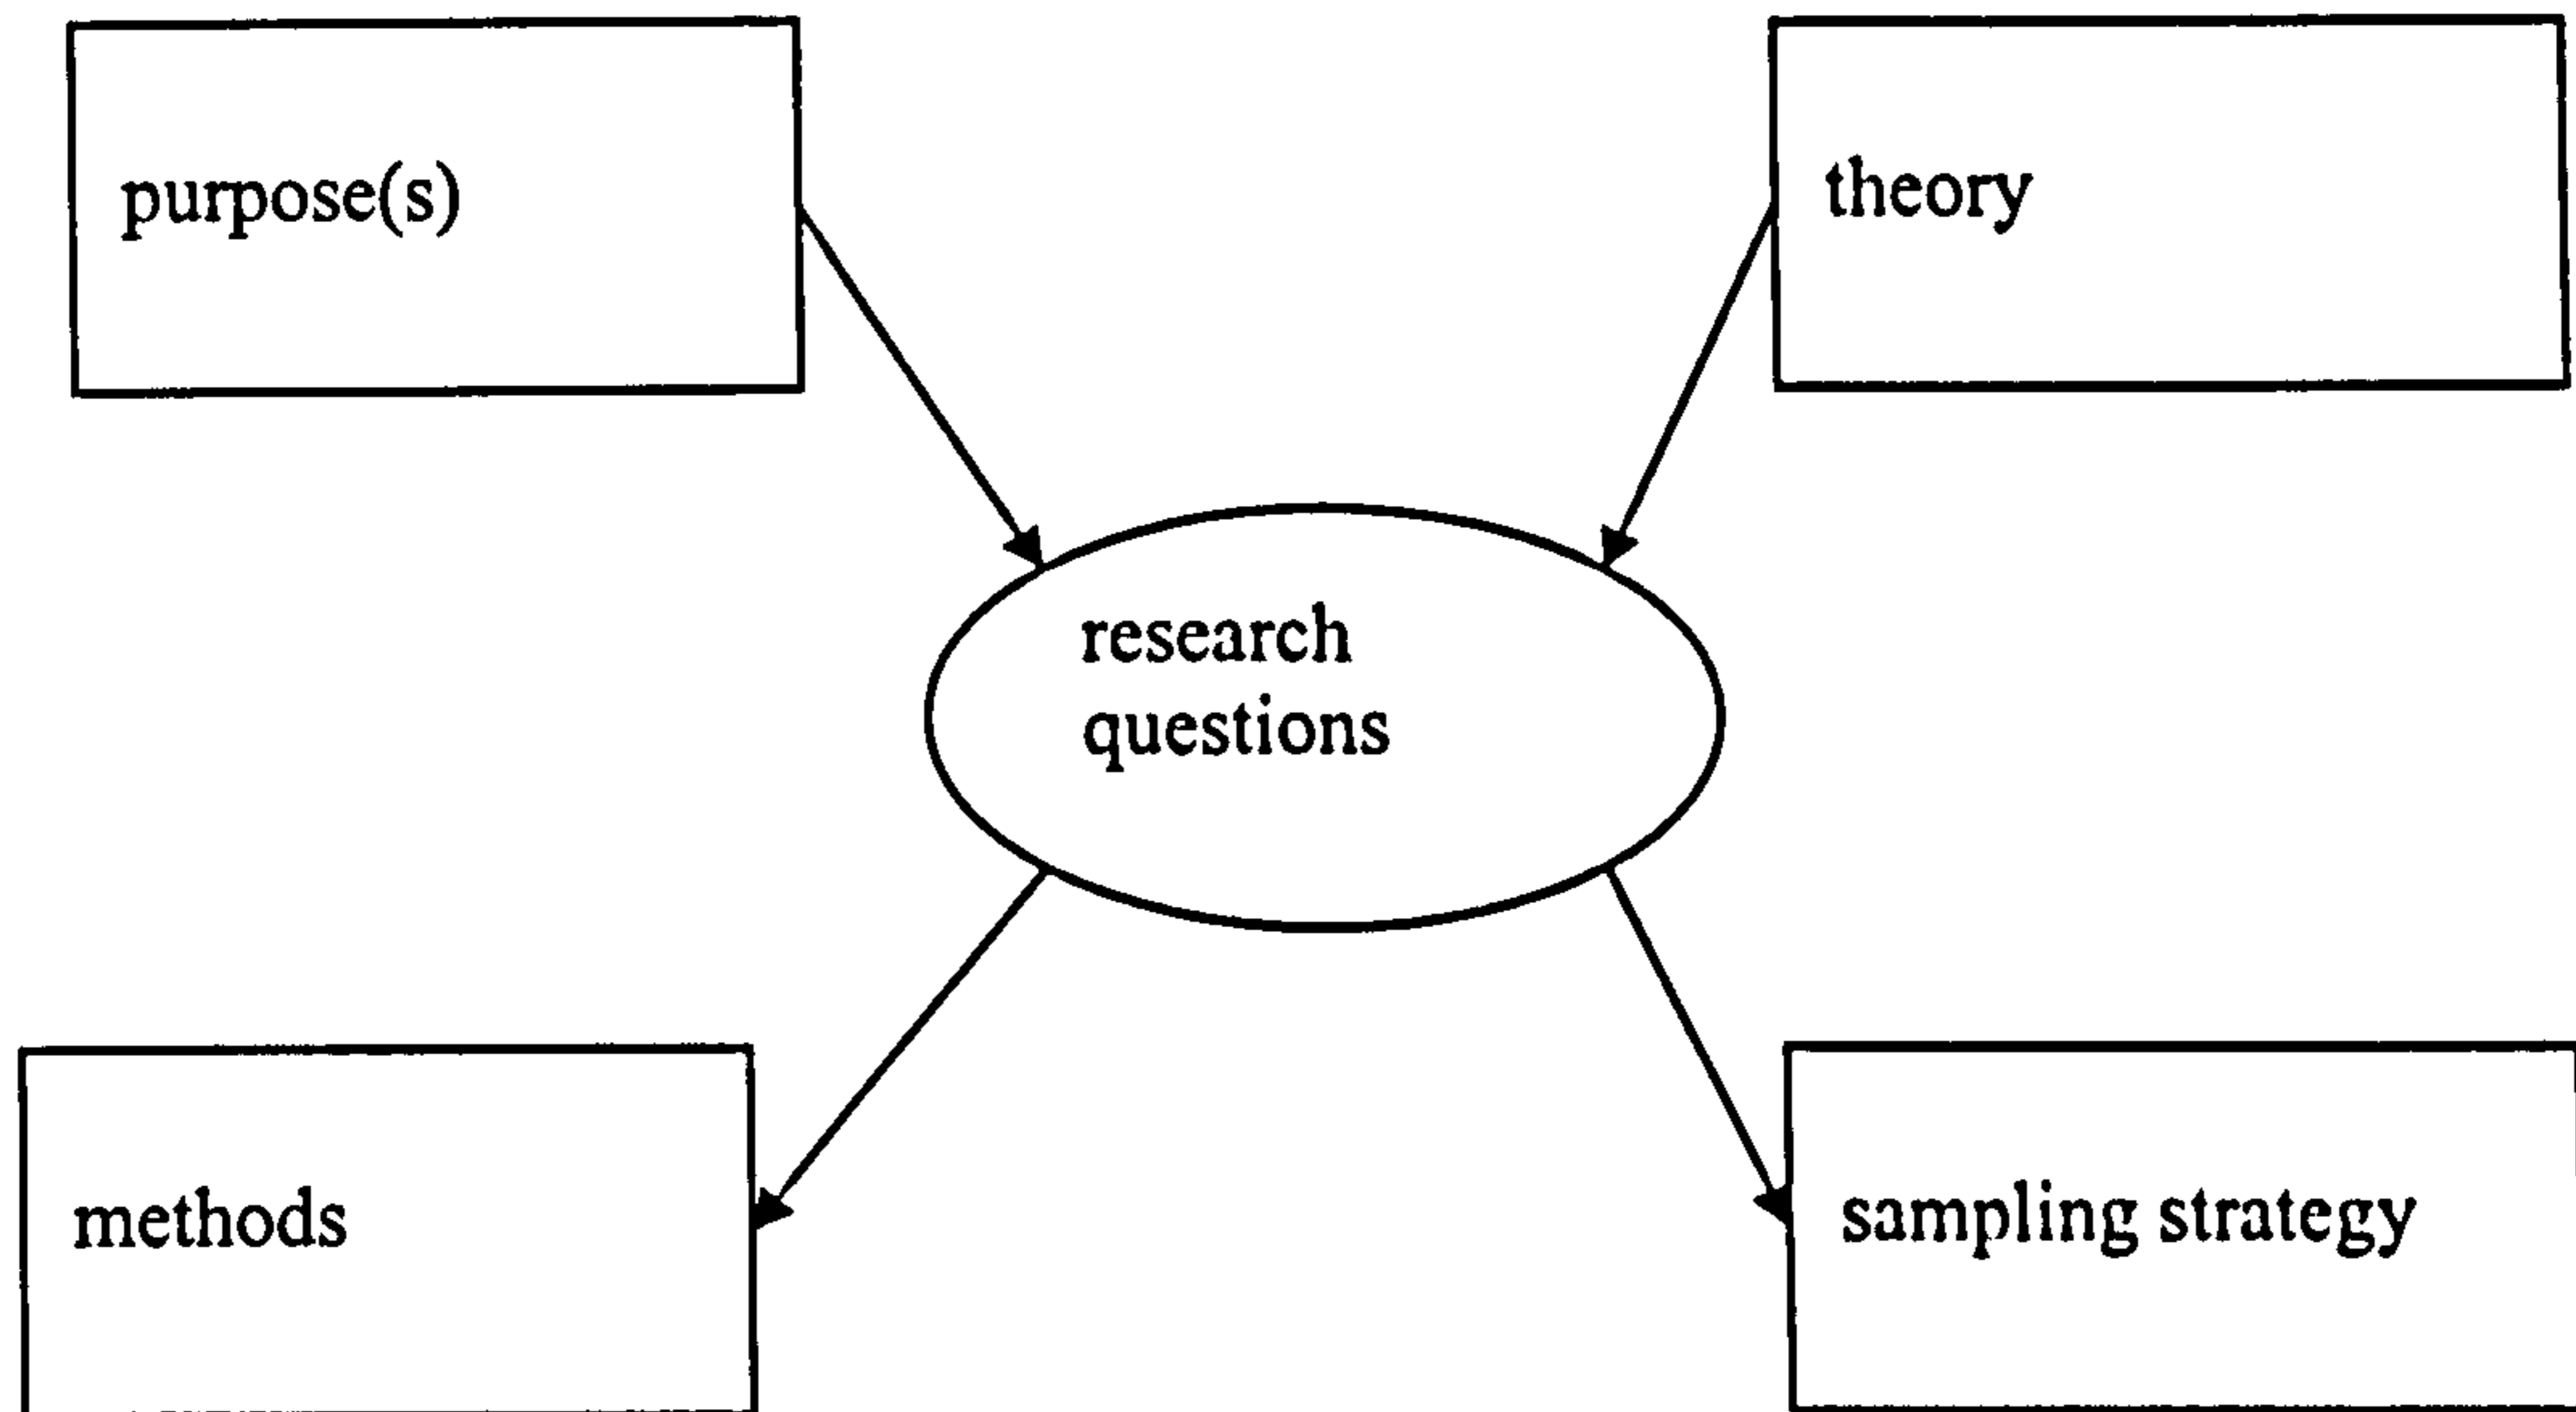 purpose(s)
theory
research
questions
methods
sampling strategy